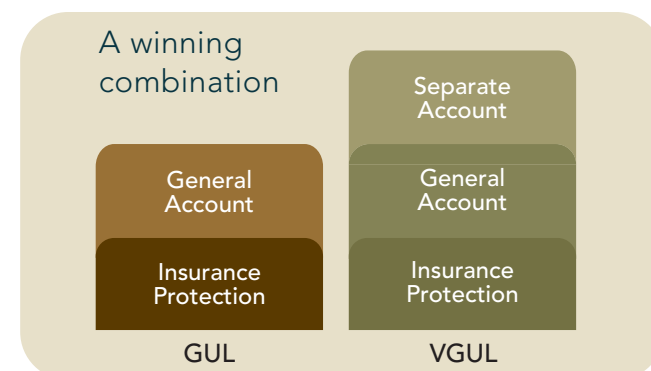 A winning
combination
General
Account
Insurance
Protection
GUL
Separate
Account
General
Account
Insurance
Protection
VGUL